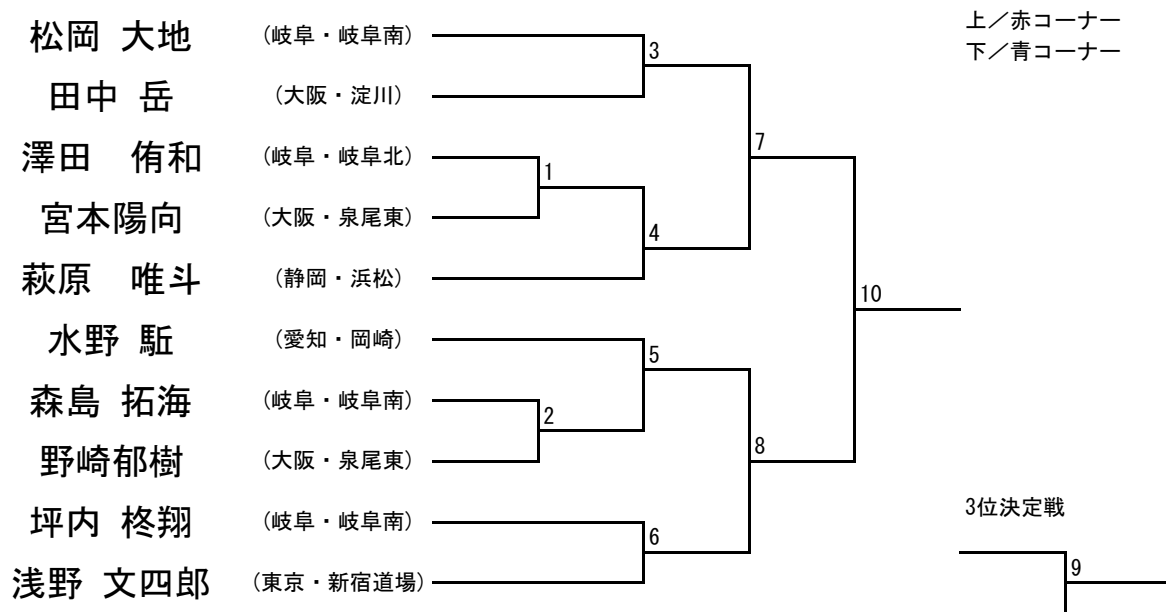 松岡 大地 (岐阜・岐阜南)
田中 岳 (大阪・淀川)
澤田　侑和 (岐阜・岐阜北)
宮本陽向 (大阪・泉尾東)
萩原　唯斗 (静岡・浜松)
水野 駈 (愛知・岡崎)
森島 拓海 (岐阜・岐阜南)
野崎郁樹 (大阪・泉尾東)
坪内 柊翔 (岐阜・岐阜南)
浅野 文四郎 (東京・新宿道場)
3
1
4
7
5
2
8
6
10
上／赤コーナー
下／青コーナー
3位決定戦
9